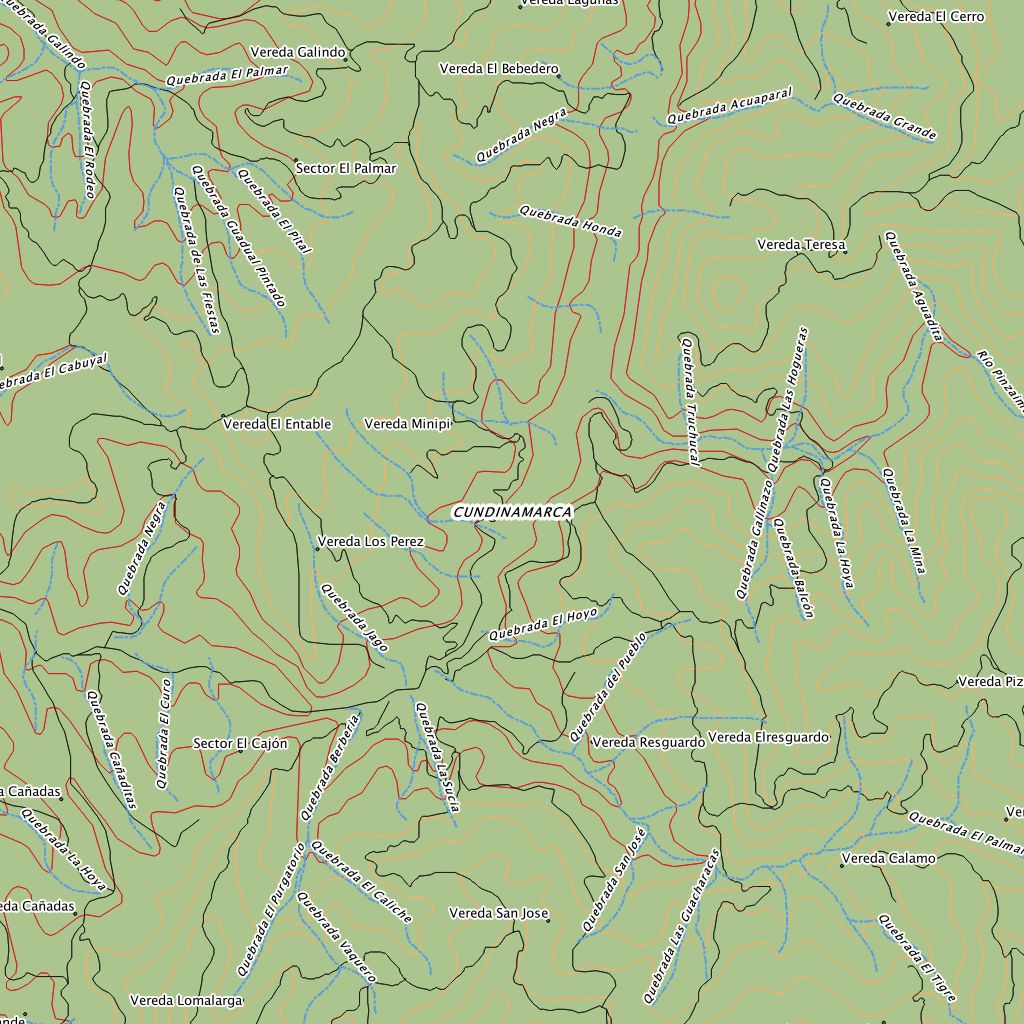 Vereda Lagunas
Vereda El Cerro
Quebrada Galindo
Vereda Galindo
Vereda El Bebedero
Quebrada El Palmar
Quebrada Acuaparal
Quebrada Grande
Quebrada El Rodeo
Quebrada Negra
Sector El Palmar
Quebrada Guadual Pintado
Quebrada El Pital
Quebrada de Las Fiestas
Quebrada Honda
Vereda Teresa
Quebrada Aguadita
Quebrada Las Hogueras
Quebrada Truchucal
Quebrada El Cabuyal
Vereda El Entable
Vereda Minipi
Quebrada Gallinazo
Quebrada La Mina
Quebrada La Hoya
Quebrada Negra
CUNDINAMARCA
Quebrada Balcón
Vereda Los Perez
Quebrada Jago
Quebrada El Hoyo
Quebrada del Pueblo
Quebrada El Curo
Quebrada Cañaditas
Vereda Piz
Quebrada Berberia
Quebrada La Sucia
Sector El Cajón
Vereda Resguardo
Vereda Elresguardo
a Cañadas
Quebrada La Hoya
Quebrada El Palmar
Quebrada San José
Quebrada El Purgatorio
Quebrada El Caliche
Quebrada Las Guacharacas
Vereda Calamo
eda Cañadas
Vereda San Jose
Quebrada Vaquero
Quebrada El Tigre
Vereda Lomalarga